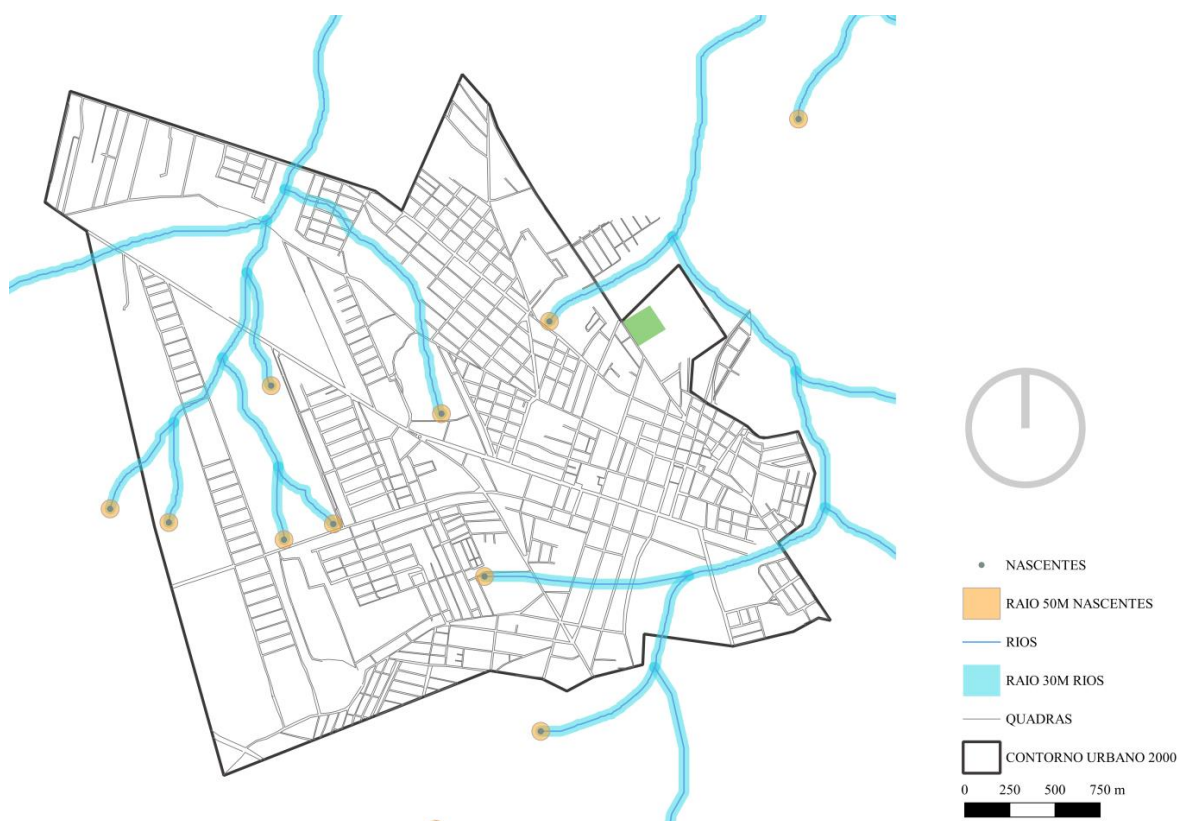 NASCENTES
RAIO 50M NASCENTES
RIOS
RAIO 30M RIOS
QUADRAS
CONTORNO URBANO 2000
0 250 500 750 m